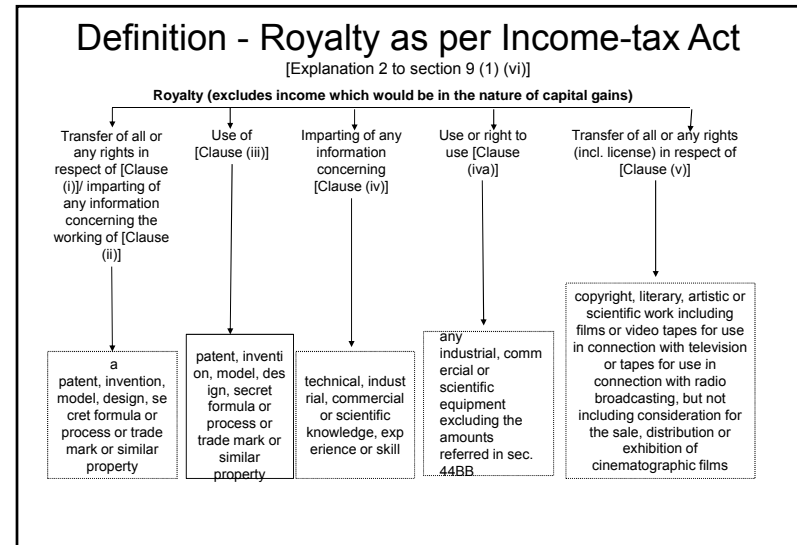 Definition - Royalty as per Income-tax Act
[Explanation 2 to section 9 (1) (vi)]
Royalty (excludes income which would be in the nature of capital gains)
Transfer of all or
any rights in
respect of [Clause
(i)]/ imparting of
any information
concerning the
working of [Clause
(ii)]
Use of
[Clause (iii)]
Imparting of any
information
concerning
[Clause (iv)]
Use or right to
use [Clause
(iva)]
Transfer of all or any rights
(incl. license) in respect of
[Clause (v)]
a
patent, invention,
model, design, se
cret formula or
process or trade
mark or similar
property
patent, inventi
on, model, des
ign, secret
formula or
process or
trade mark or
similar
property
technical, indust
rial, commercial
or scientific
knowledge, exp
erience or skill
any
industrial, comm
ercial or
scientific
equipment
excluding the
amounts
referred in sec.
44BB
copyright, literary, artistic or
scientific work including
films or video tapes for use
in connection with television
or tapes for use in
connection with radio
broadcasting, but not
including consideration for
the sale, distribution or
exhibition of
cinematographic films